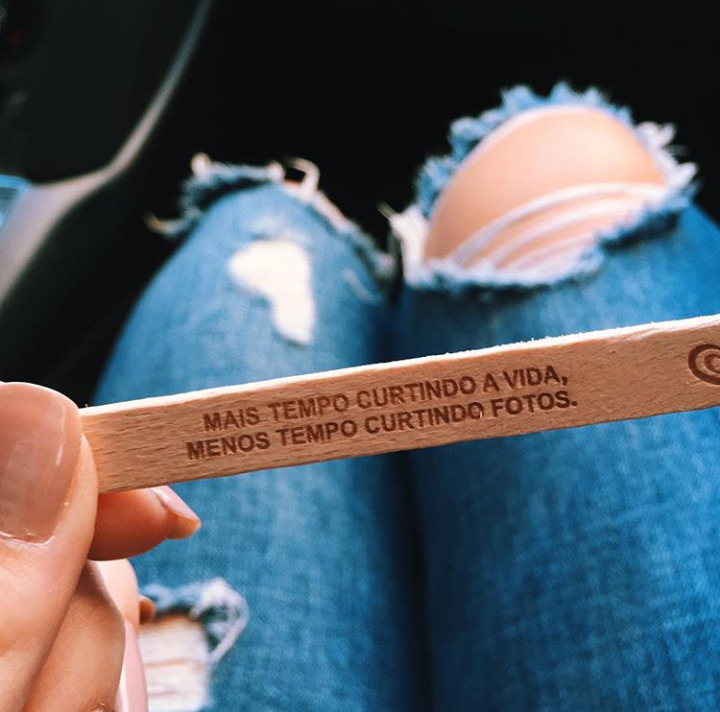 MAIS TEMPO CURTINDO A VIDA,
MENOS TEMPO CURTINDO FOTOS.